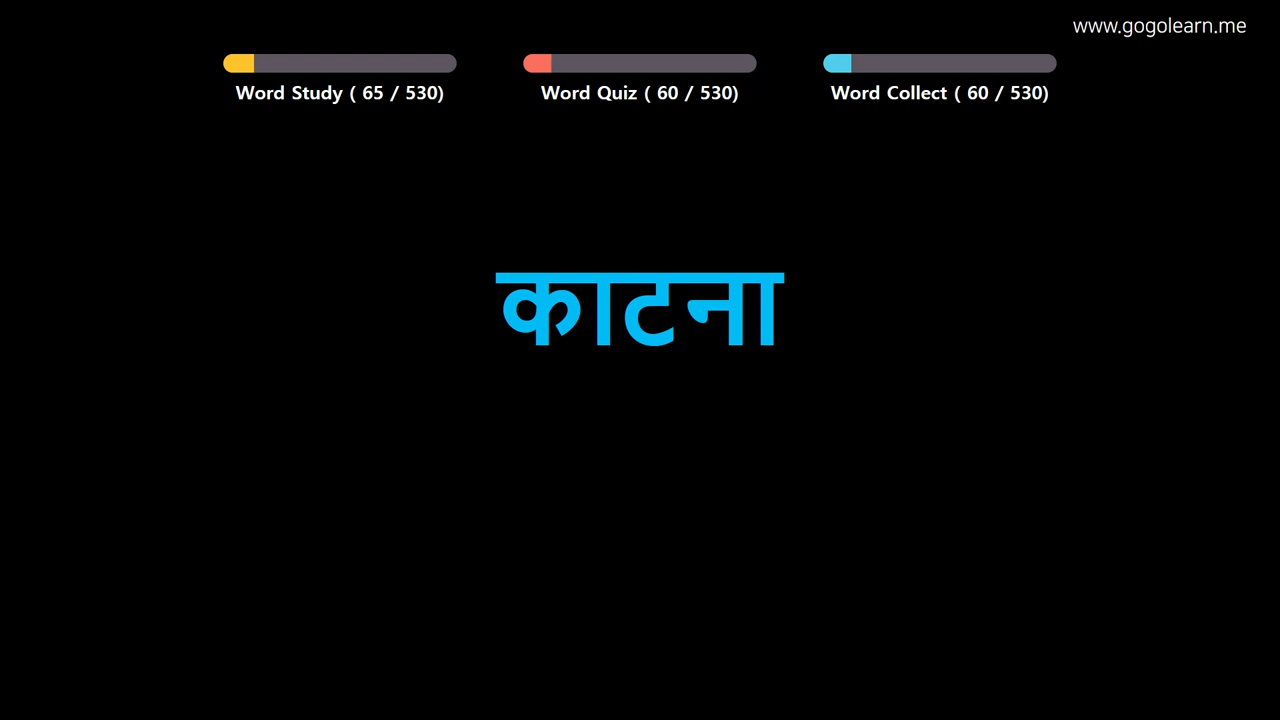 www.gogolearn.me
Word Study ( 65 / 530)
Word Quiz ( 60 / 530)
Word Collect ( 60 / 530)
काटना